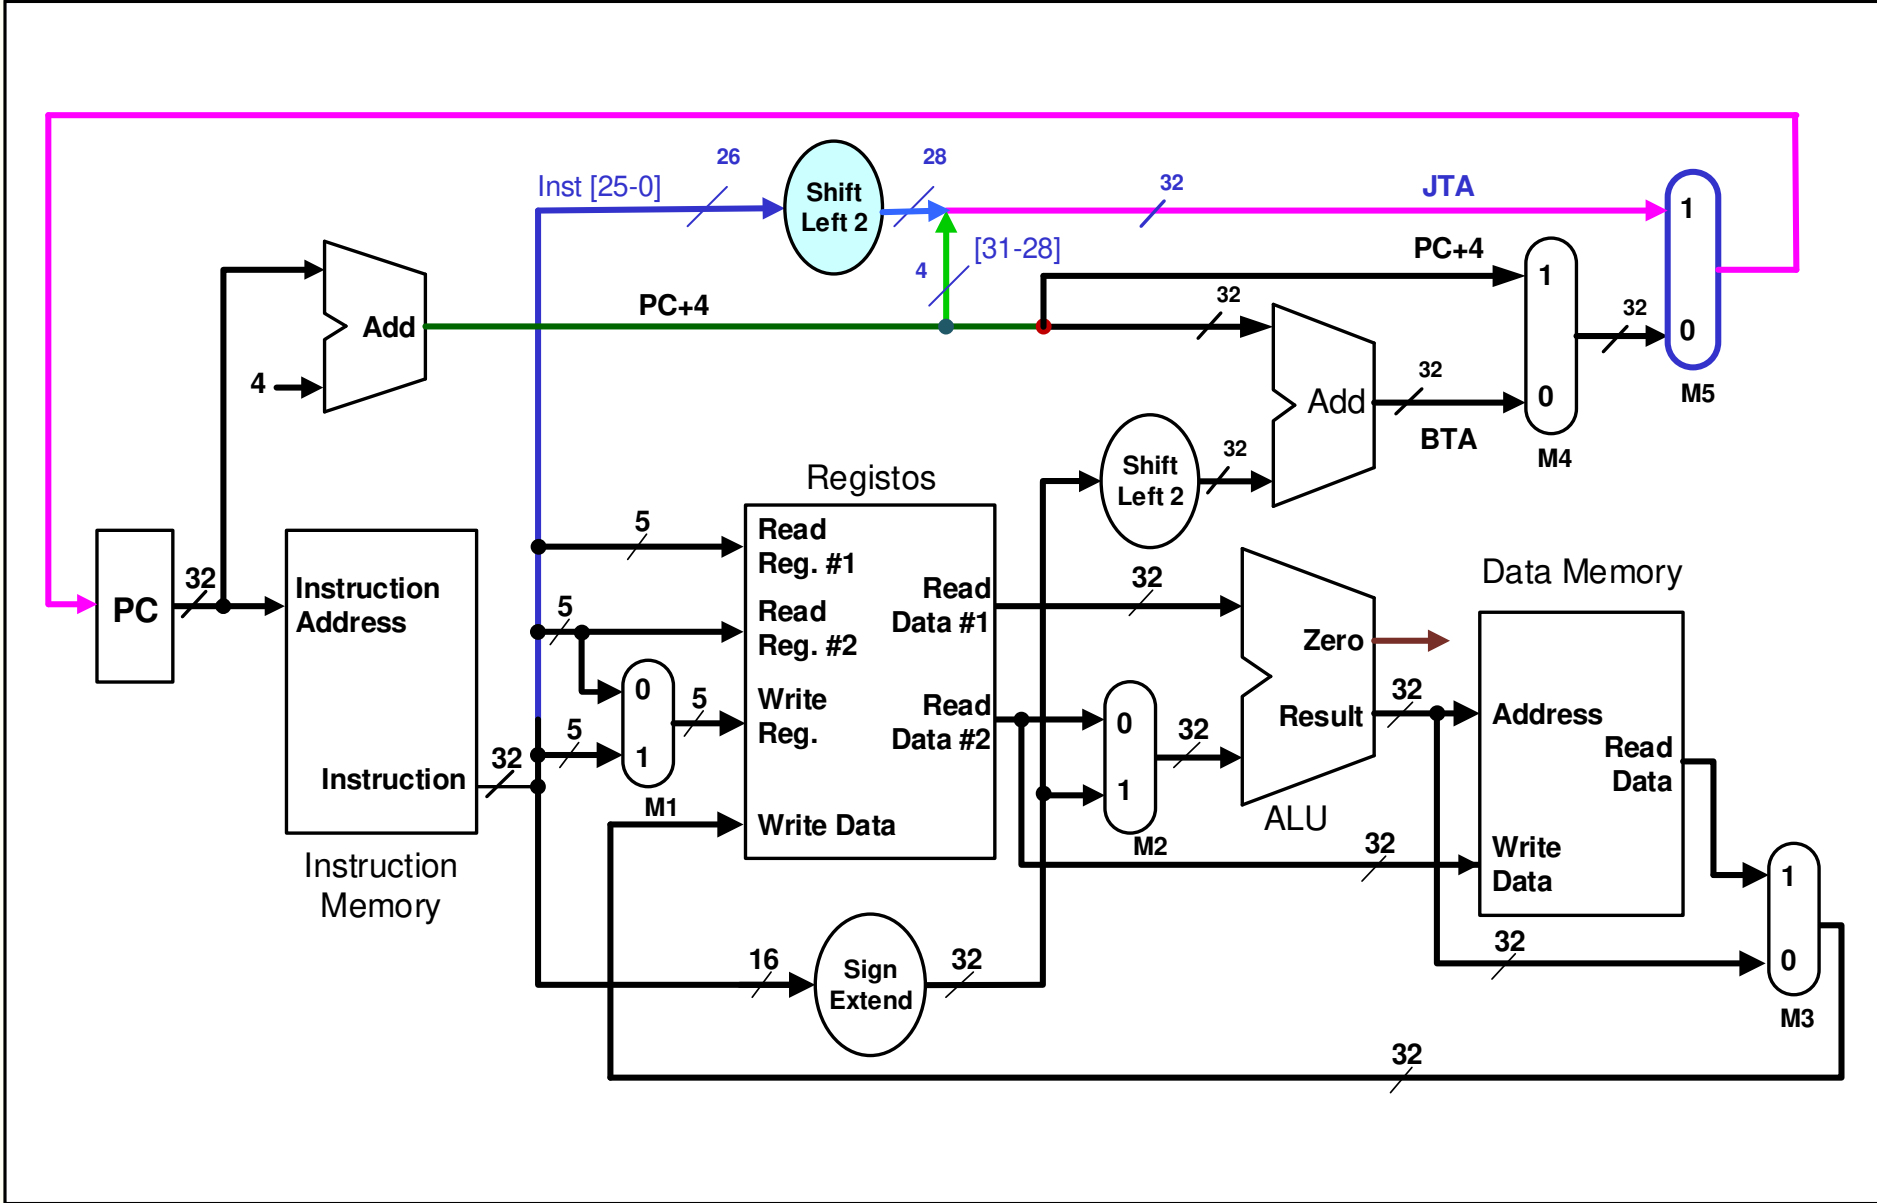 26
28
Inst [25-0]
Shift
Left 2
32
JTA
1
4
[31-28]
PC+4
1
32
PC+4
Add
4
32
0
M5
Add
32
0
BTA
M4
Shift
Left 2
32
Registos
PC
32
Instruction
Address
Instruction
32
Instruction
Memory
5
5
5
0
1
M1
5
Read
Reg. #1
Read
Reg. #2
Write
Reg.
Write Data
Read
Data #1
Read
Data #2
32
0
1
M2
32
Zero
Result
ALU
32
32
Data Memory
Address
Read
Data
Write
Data
32
1
0
M3
16
Sign
Extend
32
32